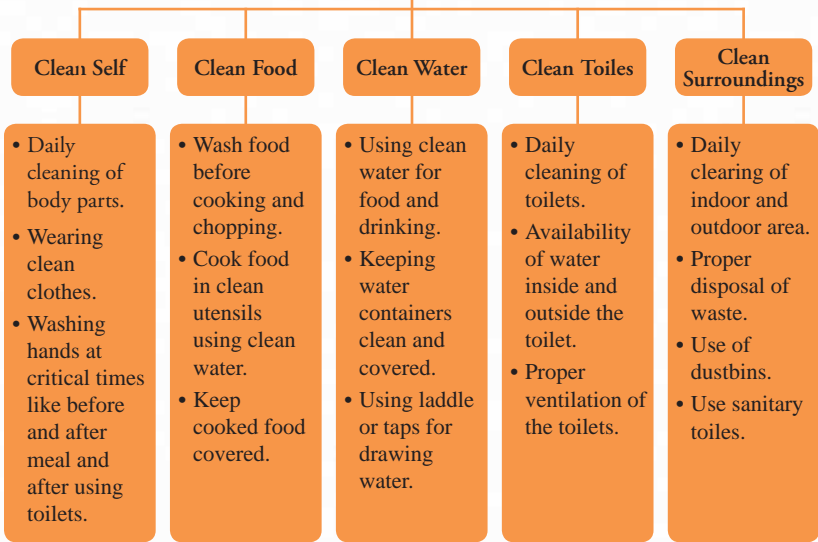 Clean Self
• Daily
cleaning of
body parts.
• Wearing
clean
clothes.
• Washing
hands at
critical times
like before
and after
meal and
after using
toilets.
Clean Food
• Wash food
before
cooking and
chopping.
• Cook food
in clean
utensils
using clean
water.
• Keep
cooked food
covered.
Clean Water
• Using clean
water for
food and
drinking.
• Keeping
water
containers
clean and
covered.
• Using laddle
or taps for
drawing
water.
Clean Toiles
• Daily
cleaning of
toilets.
• Availability
of water
inside and
outside the
toilet.
• Proper
ventilation of
the toilets.
Clean
Surroundings
• Daily
clearing of
indoor and
outdoor area.
• Proper
disposal of
waste.
• Use of
dustbins.
• Use sanitary
toiles.